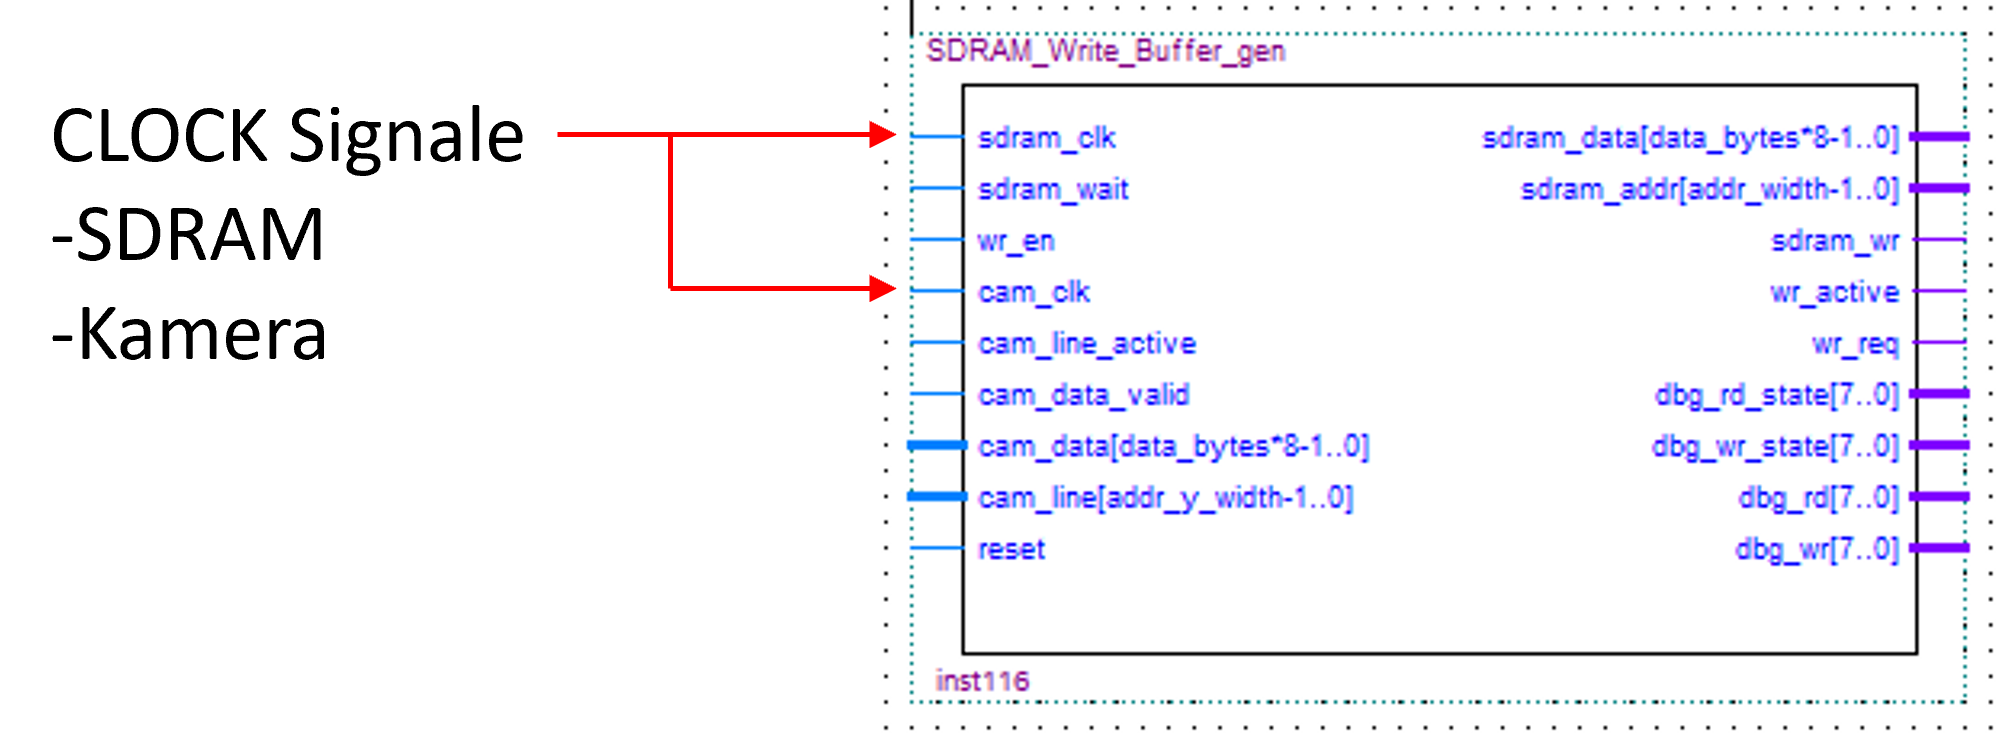 CLOCK Signale
-SDRAM
-Kamera
SDRAM_Write_Buffer_gen
sdram_clk
sdram_wait
wr_en
cam_clk
cam_line_active
cam_data_valid
cam_data[data_bytes*8-1..0]
cam_line[addr_y_width-1..0]
reset
sdram_data[data_bytes*8-1..0]
sdram_addr[addr_width-1..0]
sdram_wr
wr_active
wr_req
dbg_rd_state[7..0]
dbg_wr_state[7..0]
dbg_rd[7..0]
dbg_wr[7..0]
inst116